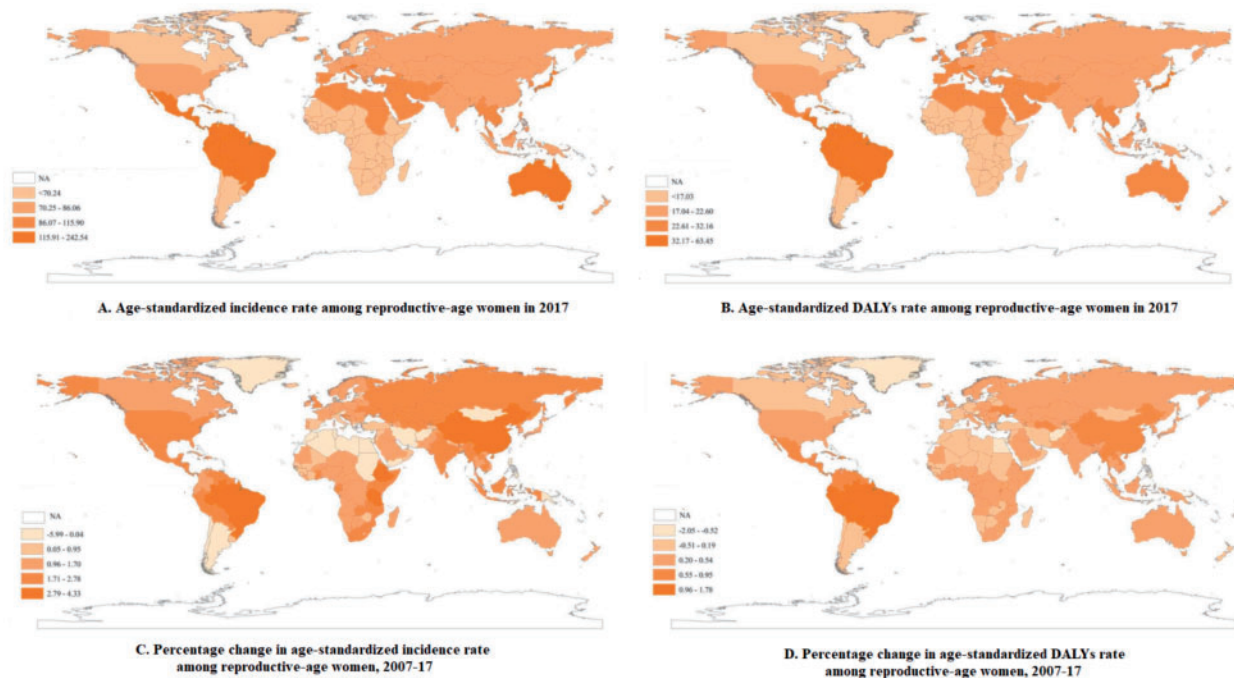 NA
<70.24
70.25 - 86.06
86.07 - 115.90
115.91 - 242.54
A. Age-standardized incidence rate among reproductive-age women in 2017
NA
<17.03
17.04 - 22.60
22.61 - 32.16
32.17 - 63.45
B. Age-standardized DALYs rate among reproductive-age women in 2017
NA
-5.99 - 0.04
0.05 - 0.95
0.96 - 1.70
1.71 - 2.78
2.79 - 4.33
C. Percentage change in age-standardized incidence rate
among reproductive-age women, 2007-17
NA
-2.05 - -0.52
-0.51 - 0.19
0.20 - 0.54
0.55 - 0.95
0.96 - 1.78
D. Percentage change in age-standardized DALYs rate
among reproductive-age women, 2007-17